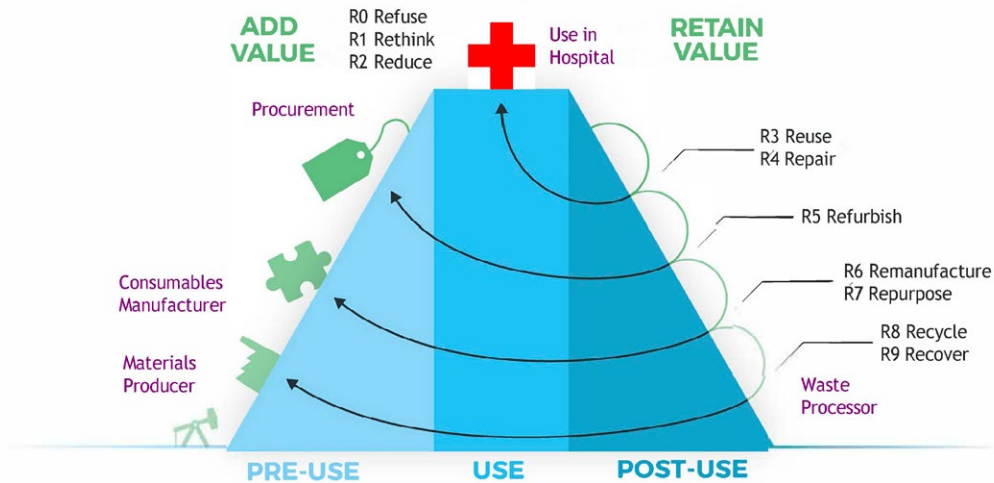 ADD
VALUE
R0 Refuse
R1 Rethink
R2 Reduce
Use in
Hospital
RETAIN
VALUE
Procurement
R3 Reuse
R4 Repair
R5 Refurbish
Consumables
Manufacturer
R6 Remanufacture
R7 Repurpose
Materials
Producer
R8 Recycle
R9 Recover
Waste
Processor
PRE-USE
USE
POST-USE